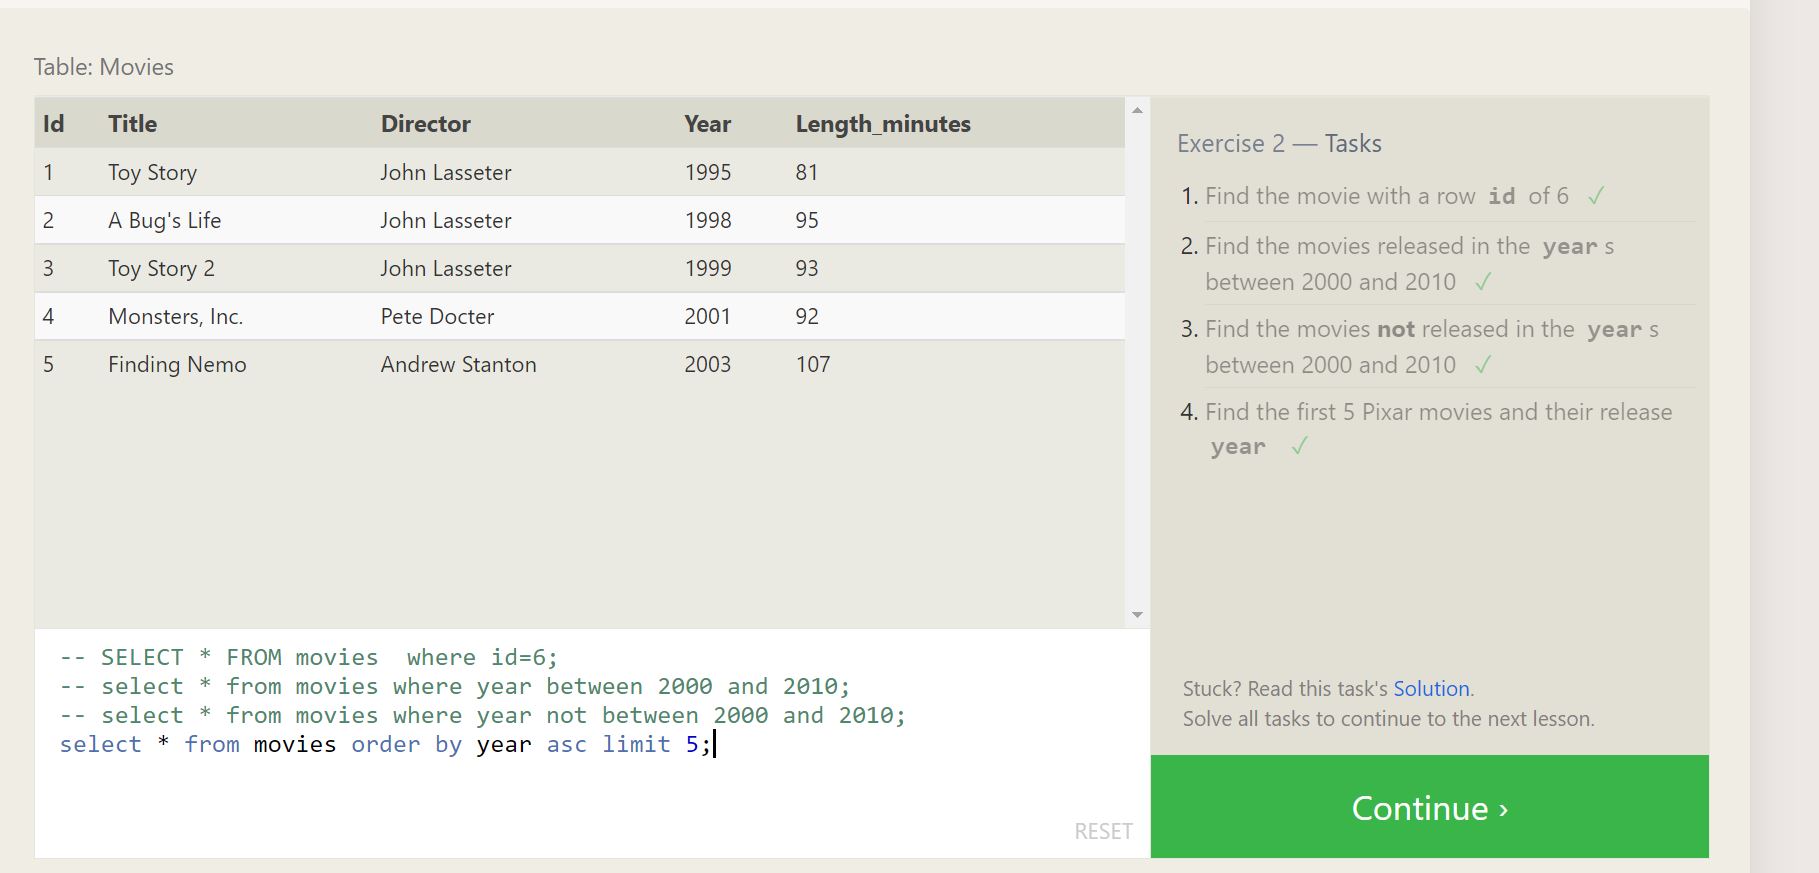 Table: Movies
Id Title Director Year Length_minutes
1 Toy Story John Lasseter 1995 81
2 A Bug's Life John Lasseter 1998 95
3 Toy Story 2 John Lasseter 1999 93
4 Monsters, Inc. Pete Docter 2001 92
5 Finding Nemo Andrew Stanton 2003 107
-- SELECT * FROM movies  where id=6;
-- select * from movies where year between 2000 and 2010;
-- select * from movies where year not between 2000 and 2010;
select * from movies order by year asc limit 5;
RESET
Exercise 2 — Tasks
1. Find the movie with a row id of 6 ✓
2. Find the movies released in the year s
between 2000 and 2010 ✓
3. Find the movies not released in the year s
between 2000 and 2010 ✓
4. Find the first 5 Pixar movies and their release
year ✓
Stuck? Read this task's Solution.
Solve all tasks to continue to the next lesson.
Continue ›